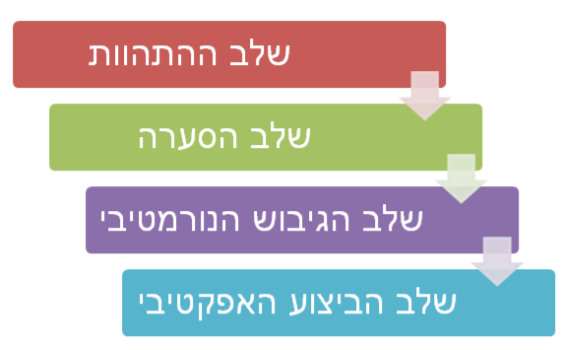 שלב ההתהוות
שלב הסערה
שלב הגיבוש הנורמטיבי
שלב הביצוע האפקטיבי